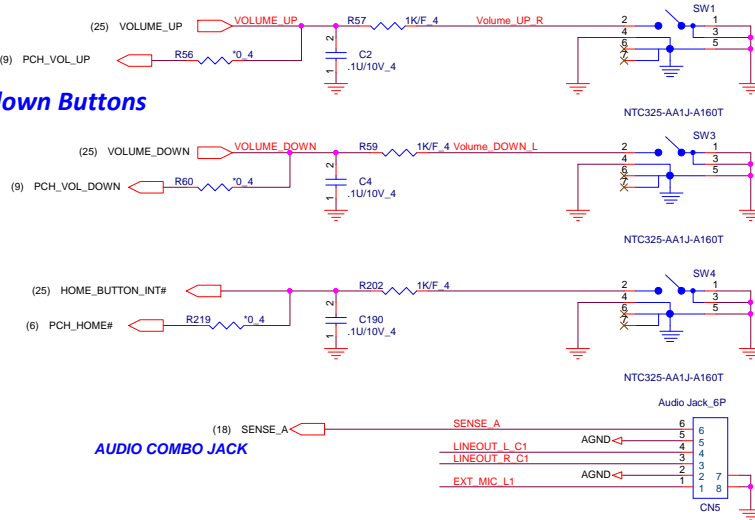 SW1
(25) VOLUME_UP VOLUME_UP R57 1K/F_4 Volume_UP_R 2 1
4 3
6 5
7
(9) PCH_VOL_UP R56 *0_4 2 C2
1 .1U/10V_4
own Buttons
NTC325-AA1J-A160T
SW3
(25) VOLUME_DOWN VOLUME_DOWN R59 1K/F_4 Volume_DOWN_L 2 1
4 3
6 5
7
(9) PCH_VOL_DOWN R60 *0_4 2 C4
1 .1U/10V_4
NTC325-AA1J-A160T
SW4
(25) HOME_BUTTON_INT# R202 1K/F_4 2 1
4 3
6 5
7
(6) PCH_HOME# R219 *0_4 2 C190
1 .1U/10V_4
NTC325-AA1J-A160T
Audio Jack_6P
(18) SENSE_A SENSE_A 6 6
AUDIO COMBO JACK AGND 5 5
LINEOUT_L_C1 4 4
LINEOUT_R_C1 3 3
AGND 2 2 7
EXT_MIC_L1 1 1 8
CN5